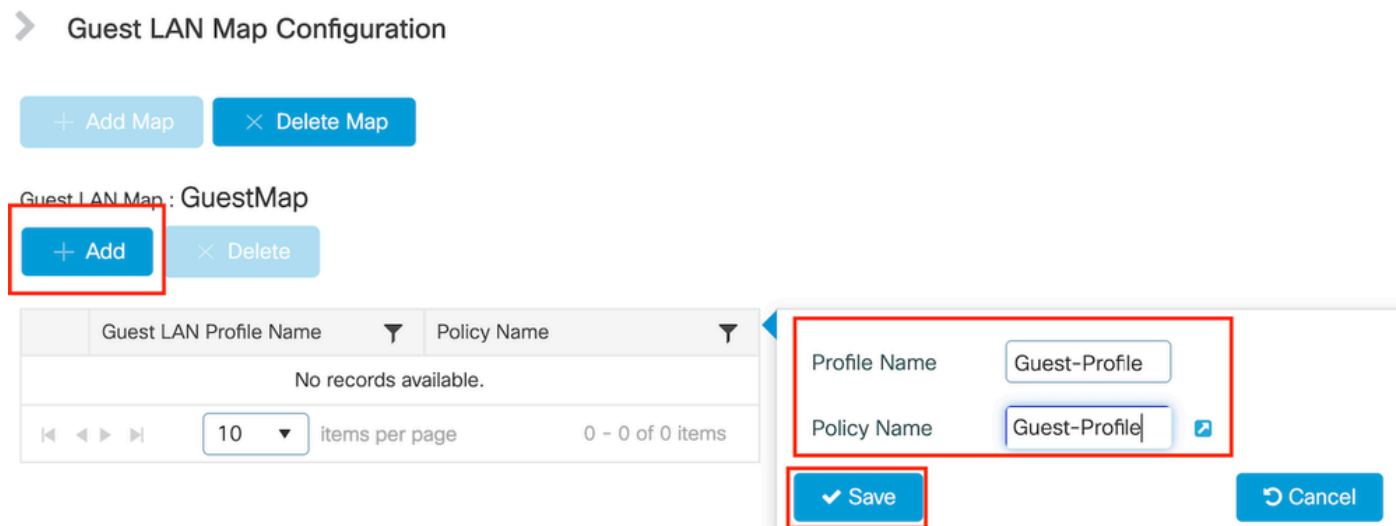 Guest LAN Map Configuration
Add Map
Delete Map
Guest LAN Map : GuestMap
Add
Delete
Guest LAN Profile Name
Policy Name
No records available.
10
items per page
0 - 0 of 0 items
Profile Name
Guest-Profile
Policy Name
Guest-Profile
Save
Cancel